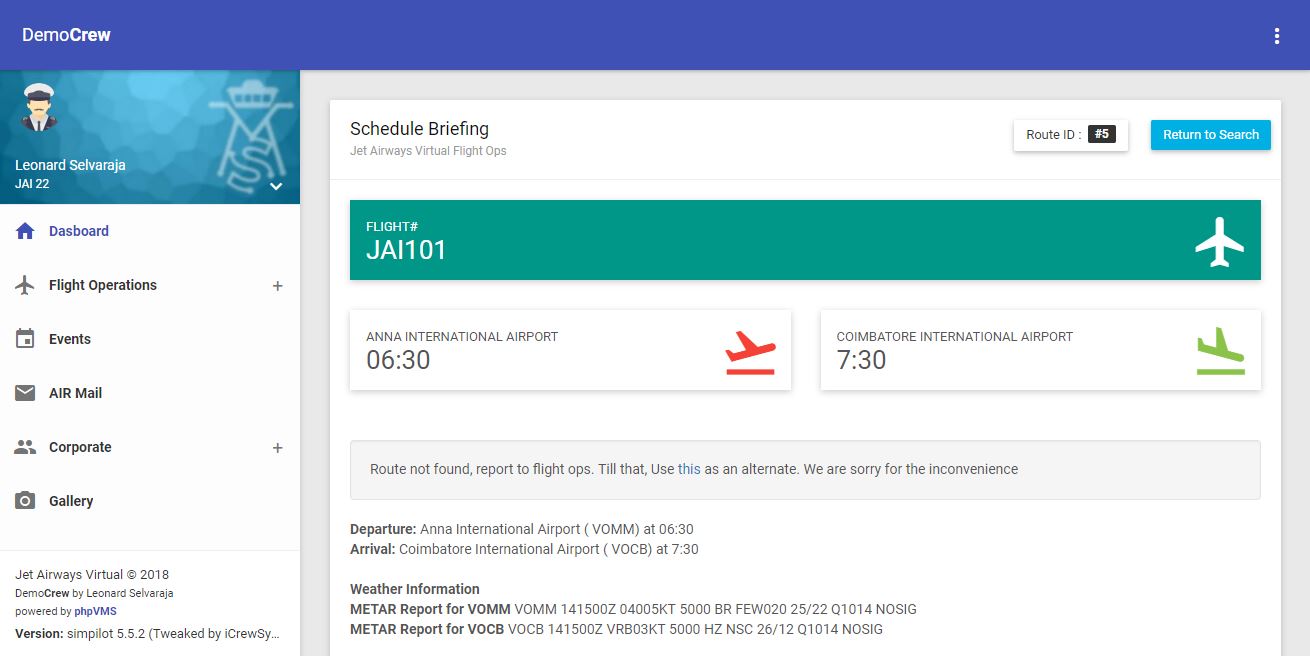 DemoCrew
Leonard Selvaraja
JAI 22
Dasboard
Flight Operations +
Events
AIR Mail
Corporate +
Gallery
Jet Airways Virtual © 2018
DemoCrew by Leonard Selvaraja
powered by phpVMS
Version: simpilot 5.5.2 (Tweaked by iCrewSy...
Schedule Briefing
Jet Airways Virtual Flight Ops
Route ID : #5
Return to Search
FLIGHT#
JAI101
ANNA INTERNATIONAL AIRPORT
06:30
COIMBATORE INTERNATIONAL AIRPORT
7:30
Route not found, report to flight ops. Till that, Use this as an alternate. We are sorry for the inconvenience
Departure: Anna International Airport ( VOMM) at 06:30
Arrival: Coimbatore International Airport ( VOCB) at 7:30
Weather Information
METAR Report for VOMM VOMM 141500Z 04005KT 5000 BR FEW020 25/22 Q1014 NOSIG
METAR Report for VOCB VOCB 141500Z VRB03KT 5000 HZ NSC 26/12 Q1014 NOSIG